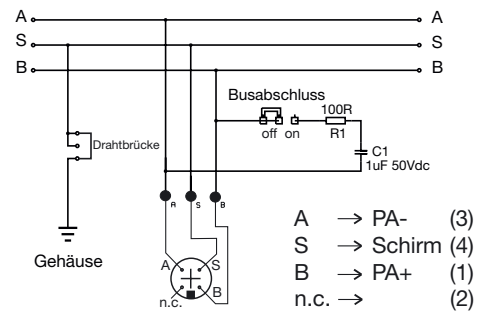 A A
S S
B B
Busabschluss
100R
off on R1
Drahtbrücke
C1
1uF 50Vdc
A S B
Gehäuse
A S
n.c. B
A → PA- (3)
S → Schirm (4)
B → PA+ (1)
n.c. → (2)